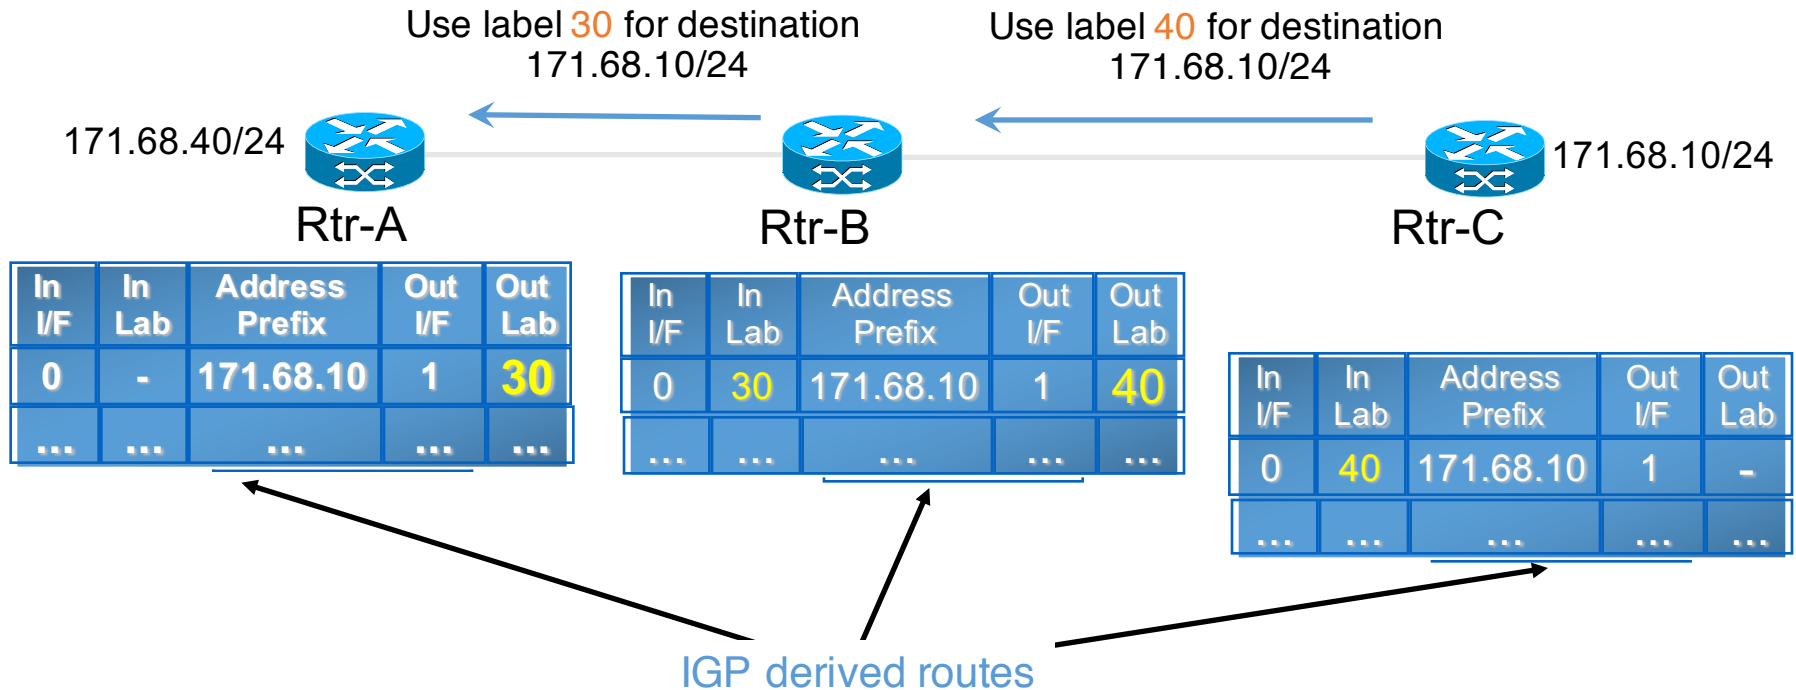 Use label 30 for destination
171.68.10/24
Use label 40 for destination
171.68.10/24
171.68.40/24
171.68.10/24
Rtr-A
Rtr-B
Rtr-C
In I/F In Lab Address Prefix Out I/F Out Lab
0 - 171.68.10 1 30
... ... ... ... ...
In I/F In Lab Address Prefix Out I/F Out Lab
0 30 171.68.10 1 40
... ... ... ... ...
In I/F In Lab Address Prefix Out I/F Out Lab
0 40 171.68.10 1 -
... ... ... ... ...
IGP derived routes